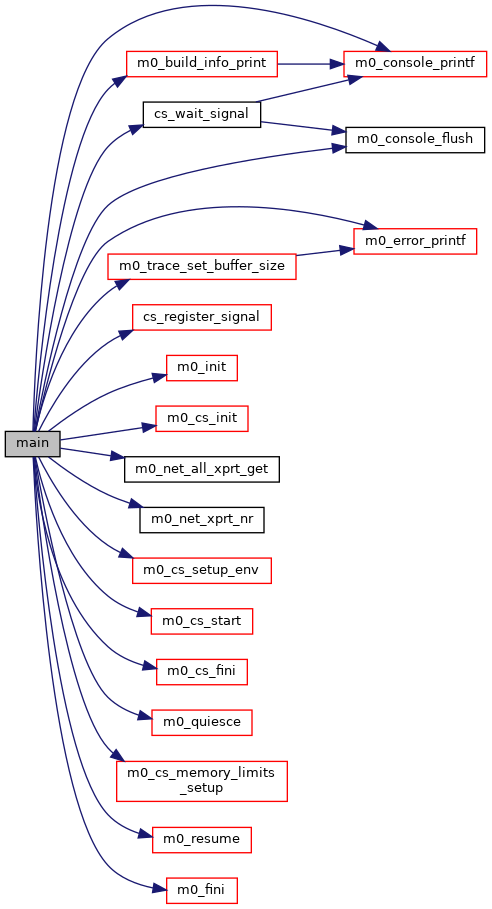 m0_build_info_print
m0_console_printf
cs_wait_signal
m0_console_flush
m0_error_printf
m0_trace_set_buffer_size
cs_register_signal
m0_init
m0_cs_init
main
m0_net_all_xprt_get
m0_net_xprt_nr
m0_cs_setup_env
m0_cs_start
m0_cs_fini
m0_quiesce
m0_cs_memory_limits
_setup
m0_resume
m0_fini